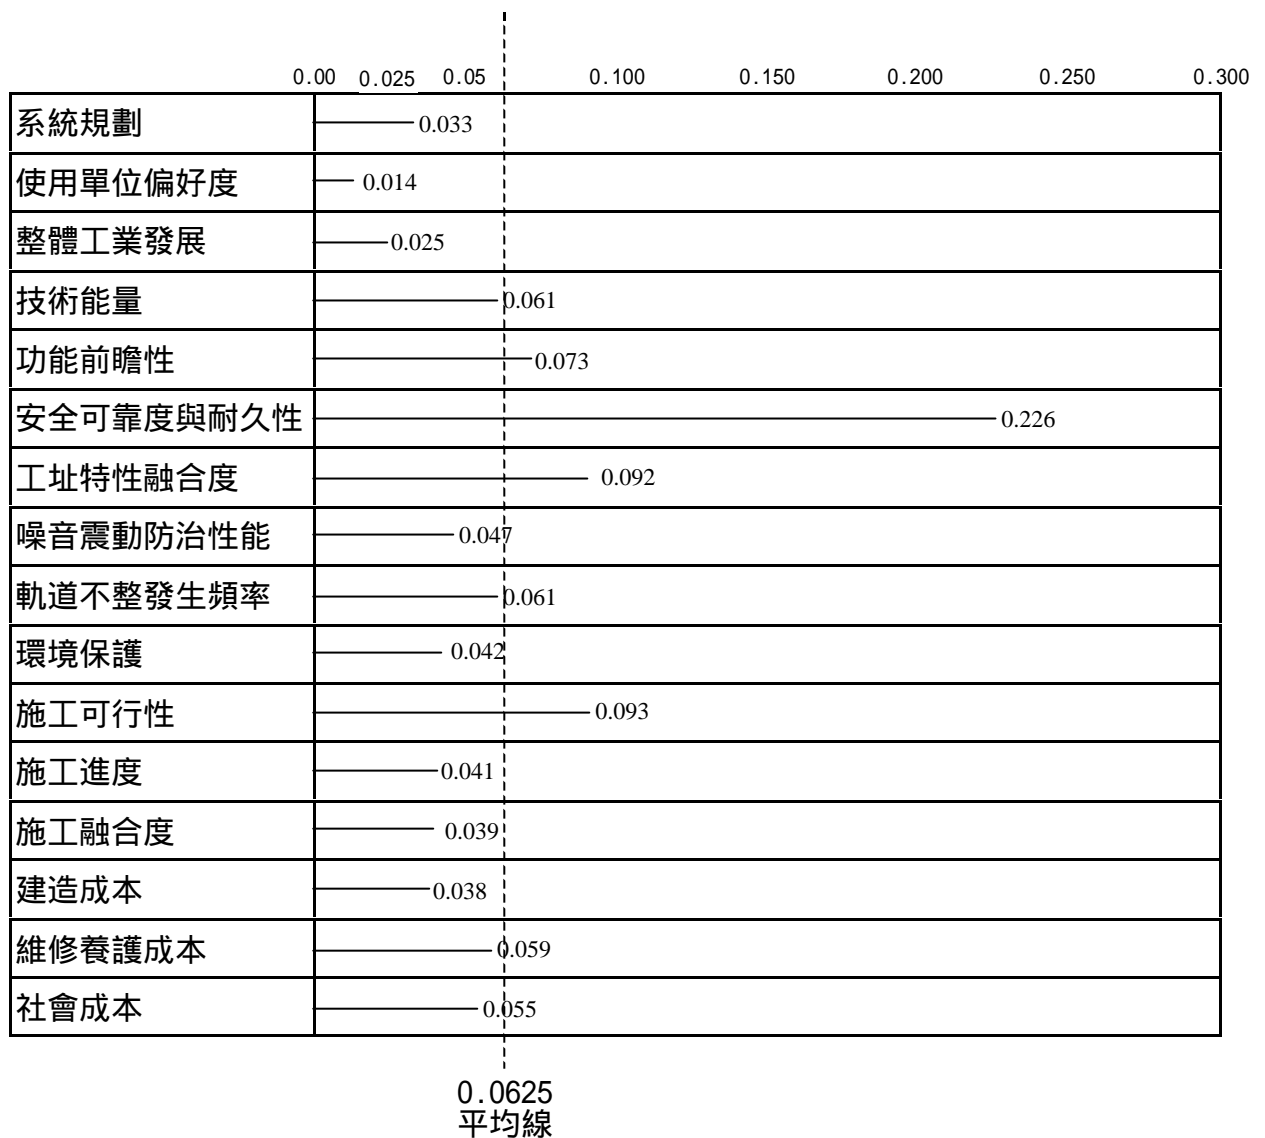 0.00 0.025 0.05 0.100 0.150 0.200 0.250 0.300
系統規劃 0.033
使用單位偏好度 0.014
整體工業發展 0.025
技術能量 0.061
功能前瞻性 0.073
安全可靠度與耐久性 0.226
工址特性融合度 0.092
噪音震動防治性能 0.047
軌道不整發生頻率 0.061
環境保護 0.042
施工可行性 0.093
施工進度 0.041
施工融合度 0.039
建造成本 0.038
維修養護成本 0.059
社會成本 0.055
0.0625
平均線